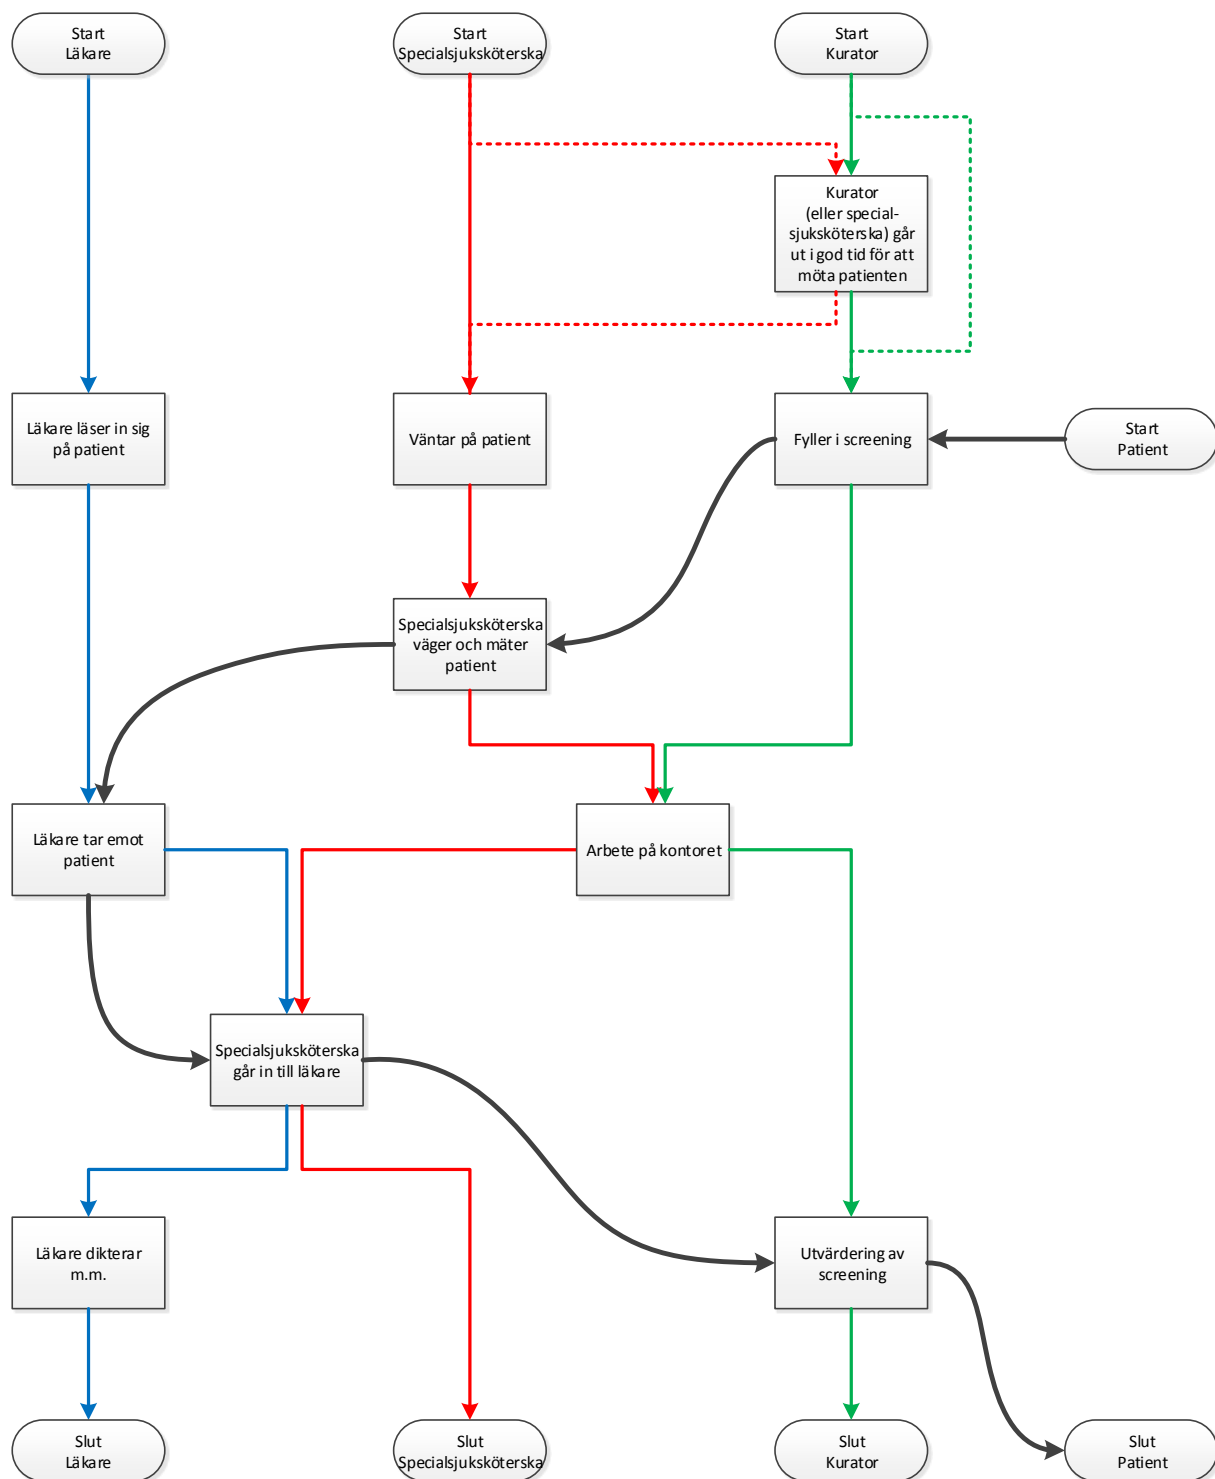 Start
Läkare
Start
Specialsjuksköterska
Start
Kurator
Kurator
(eller special-
sjuksköterska) går
ut i god tid för att
möta patienten
Läkare läser in sig
på patient
Väntar på patient
Fyller i screening
Start
Patient
Specialsjuksköterska
väger och mäter
patient
Läkare tar emot
patient
Arbete på kontoret
Specialsjuksköterska
går in till läkare
Läkare dikterar
m.m.
Utvärdering av
screening
Slut
Läkare
Slut
Specialsjuksköterska
Slut
Kurator
Slut
Patient